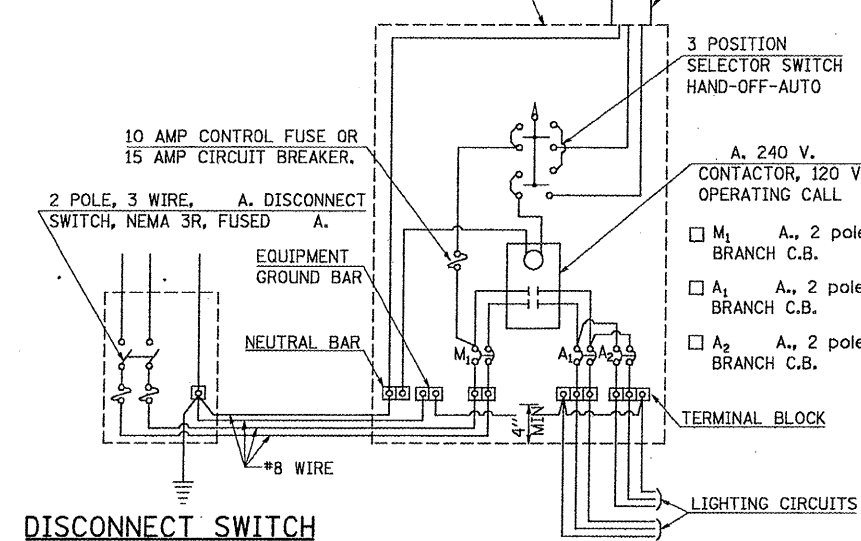 3 POSITION
SELECTOR SWITCH
HAND-OFF-AUTO
10 AMP CONTROL FUSE OR
15 AMP CIRCUIT BREAKER.
A. 240 V.
CONTACTOR, 120 V
OPERATING CALL
2 POLE, 3 WIRE, A. DISCONNECT
SWITCH, NEMA 3R, FUSED A.
M₁ A., 2 pole
BRANCH C.B.
EQUIPMENT
GROUND BAR
A₁ A., 2 pole
BRANCH C.B.
NEUTRAL BAR
M₁
A₁
A₂
A₂ A., 2 pole
BRANCH C.B.
4" MIN
TERMINAL BLOCK
#8 WIRE
LIGHTING CIRCUITS
DISCONNECT SWITCH